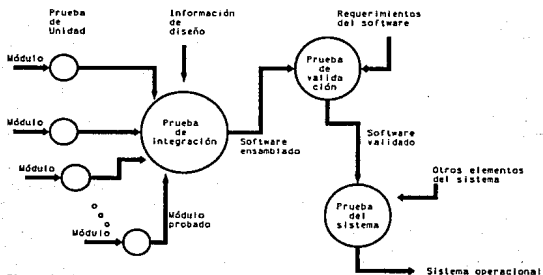 Prueba
de
Unidad
Información
de
diseño
Requerimientos
del software
Módulo
Prueba
de
valida
ción
Módulo
Prueba
de
integración
Software
ensamblado
Software
validado
Módulo
Otros elementos
del sistema
Módulo
probado
Prueba
del
sistema
Módulo
Sistema operacional